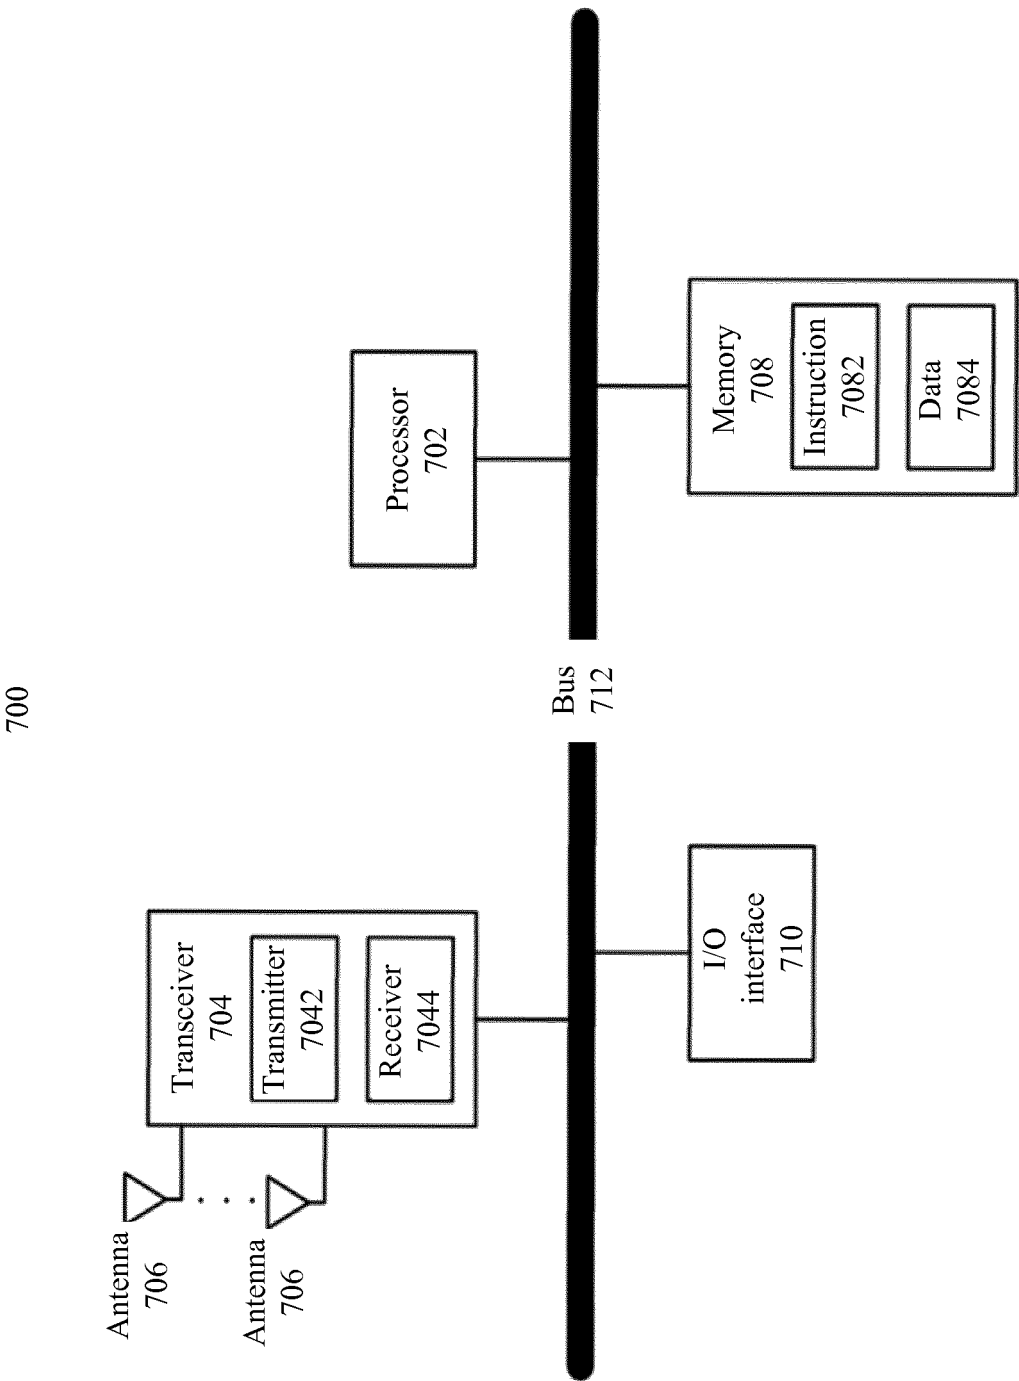 700
Antenna
706
Antenna
706
Transceiver
704
Transmitter
7042
Receiver
7044
Processor
702
Bus
712
I/O
interface
710
Memory
708
Instruction
7082
Data
7084